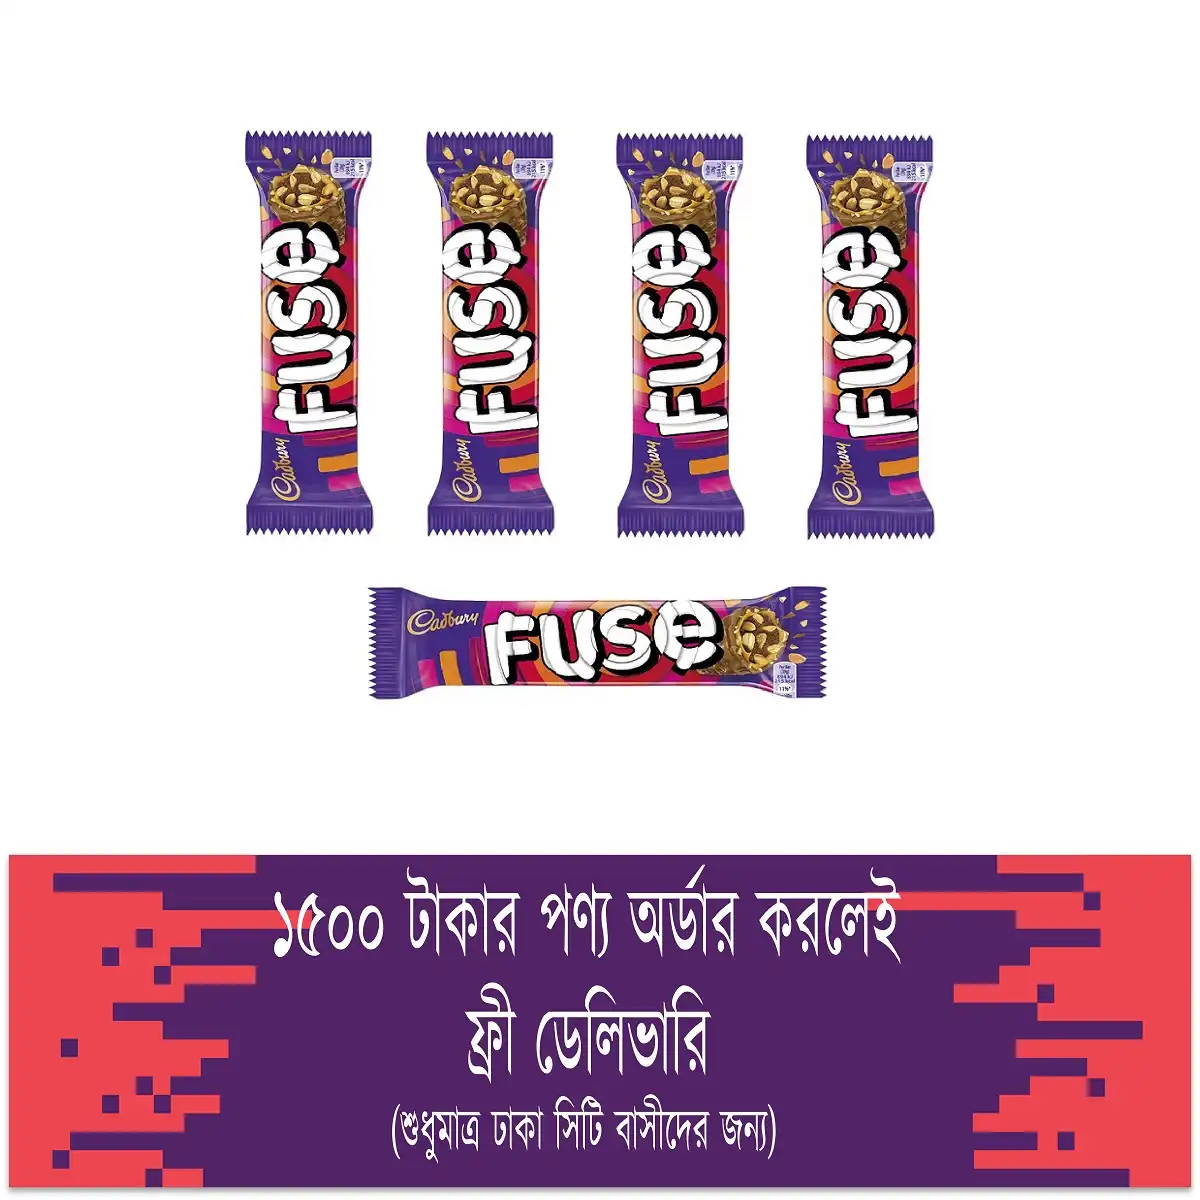 FUSE
Cadbury
FUSE
Cadbury
FUSE
Cadbury
FUSE
Cadbury
Cadbury FUSE
১৫০০ টাকার পণ্য অর্ডার করলেই
ফ্রী ডেলিভারি
(শুধুমাত্র ঢাকা সিটি বাসীদের জন্য)